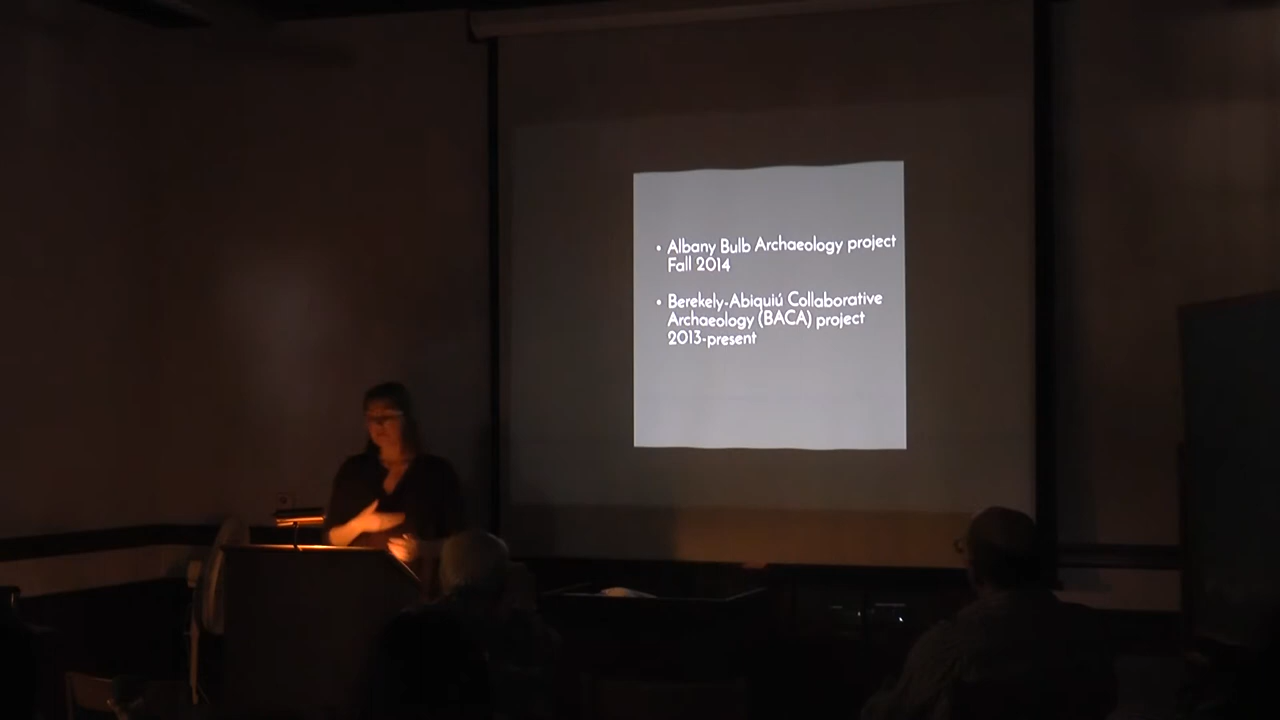 • Albany Bulb Archaeology project
Fall 2014
• Berekely-Abiquiú Collaborative
Archaeology (BACA) project
2013-present